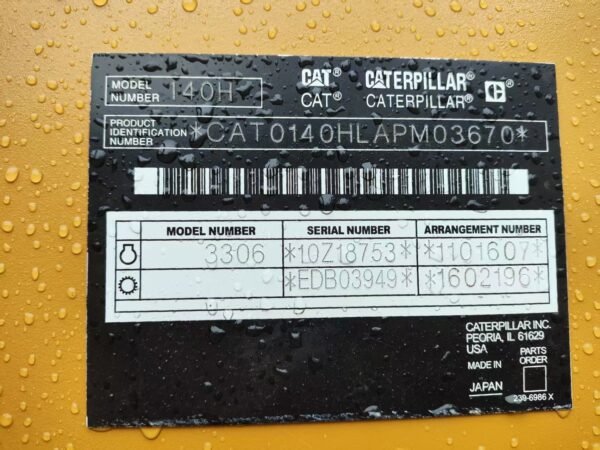 MODEL NUMBER 140H
CAT® CATERPILLAR®
CAT® CATERPILLAR®
PRODUCT IDENTIFICATION NUMBER *CAT0140HLAPM03670*
MODEL NUMBER SERIAL NUMBER ARRANGEMENT NUMBER
3306 *10Z18753* *1101607*
*EDB03949* *1602196*
CATERPILLAR INC.
PEORIA, IL 61629
USA
MADE IN
JAPAN
PARTS
ORDER
239-6986 X